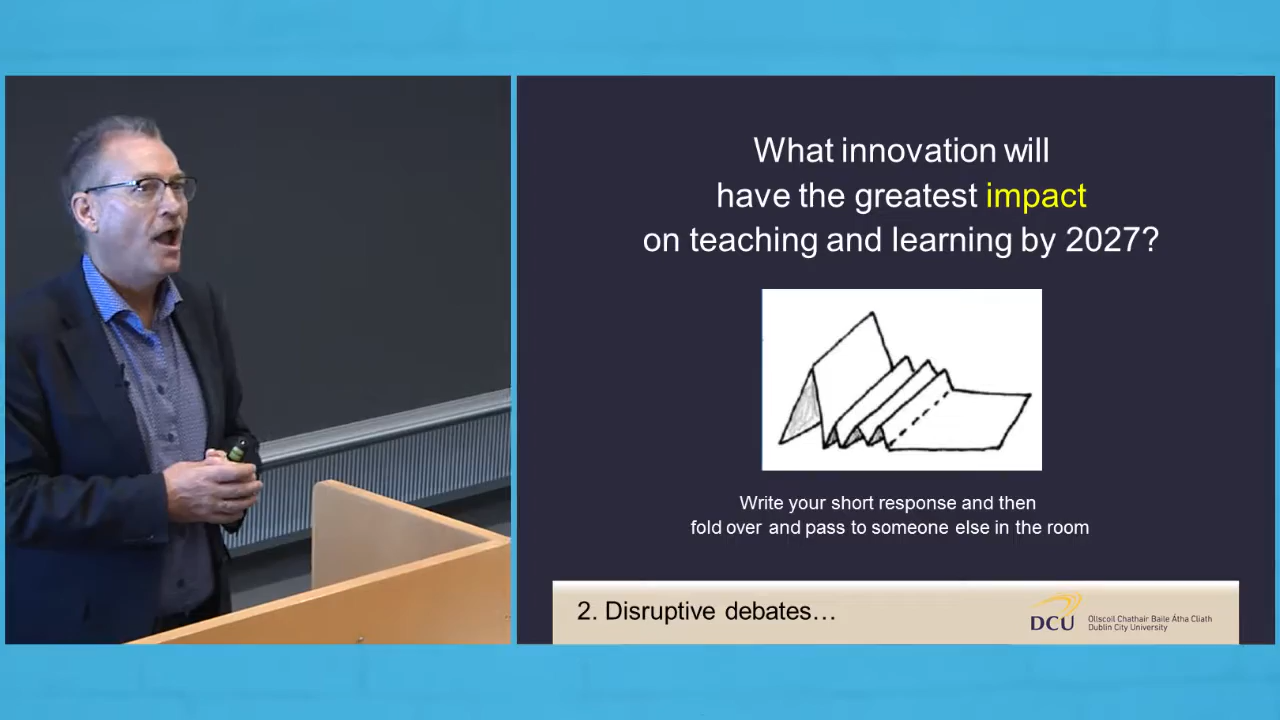 What innovation will
have the greatest impact
on teaching and learning by 2027?
Write your short response and then
fold over and pass to someone else in the room
2. Disruptive debates...
DCU
Ollscoil Chathair Bhaile Átha Cliath
Dublin City University